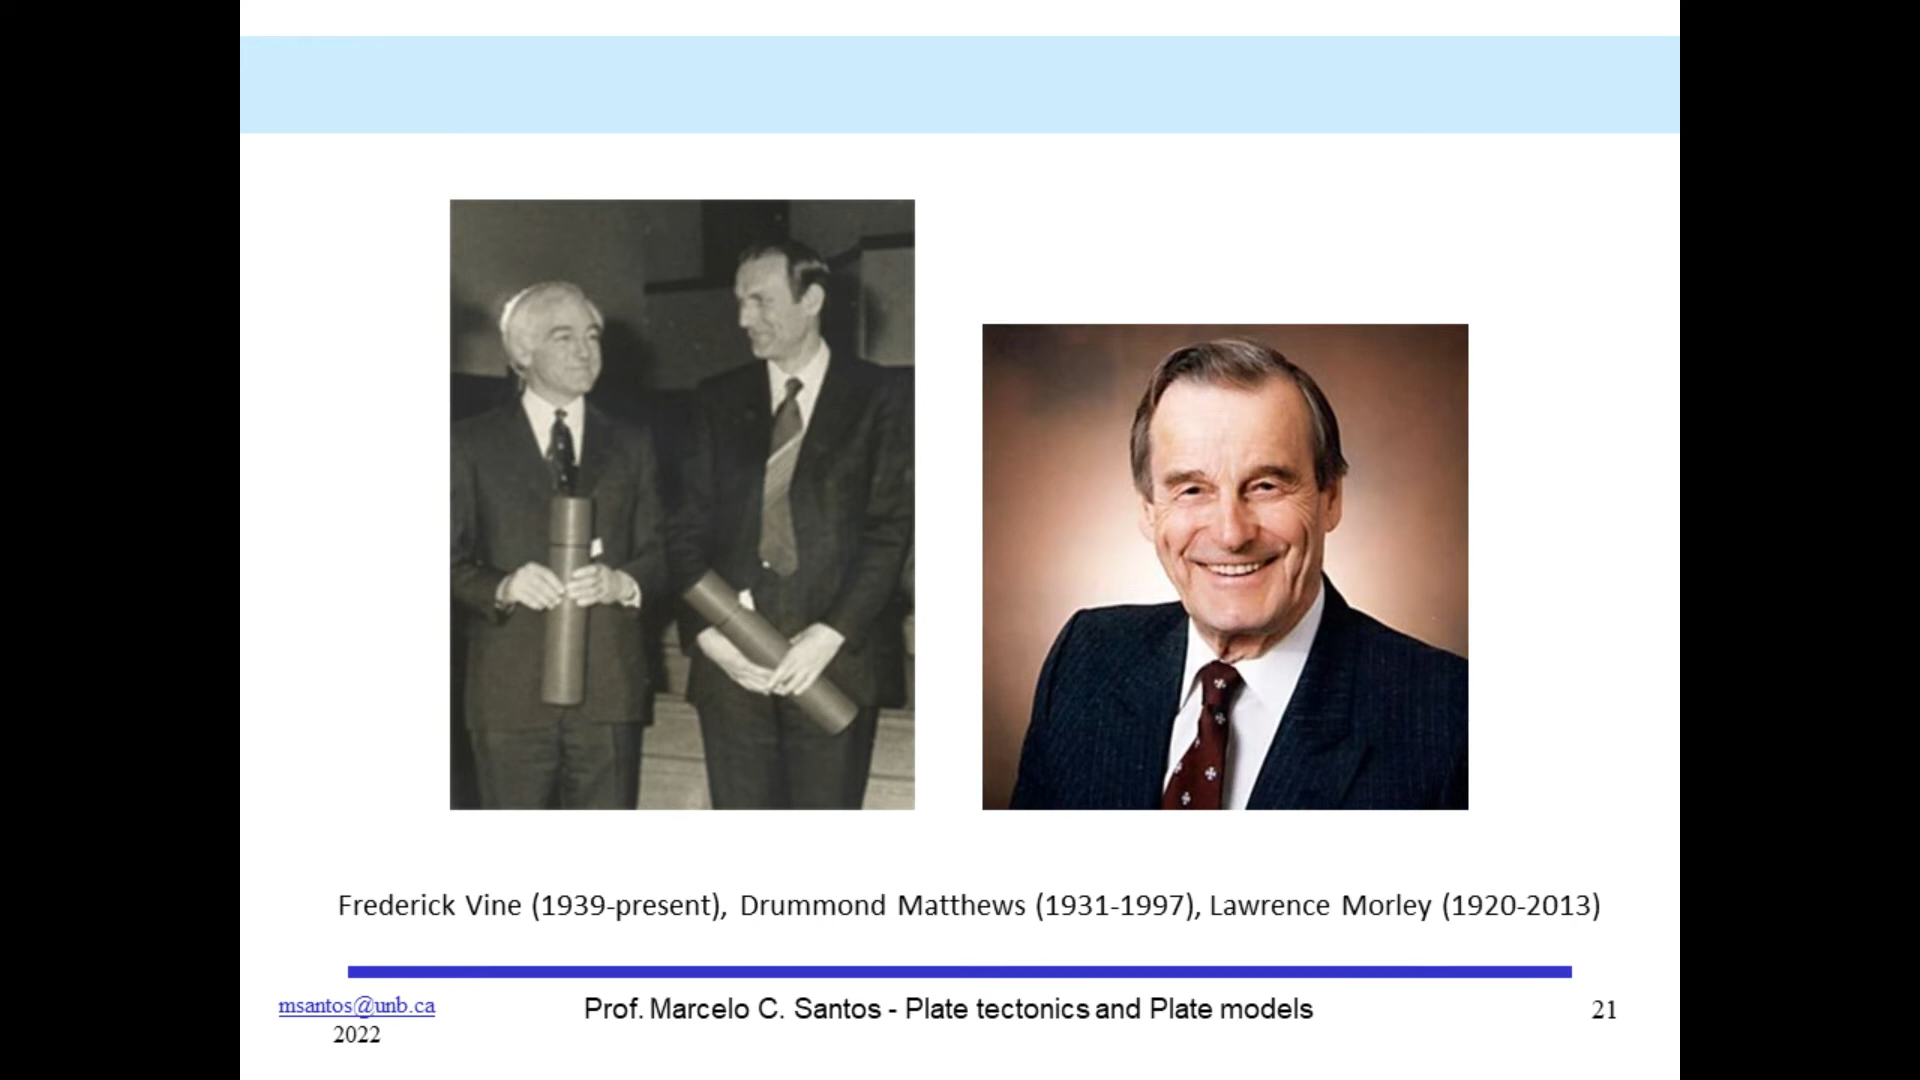 Frederick Vine (1939-present), Drummond Matthews (1931-1997), Lawrence Morley (1920-2013)
msantos@unb.ca
2022
Prof. Marcelo C. Santos - Plate tectonics and Plate models
21